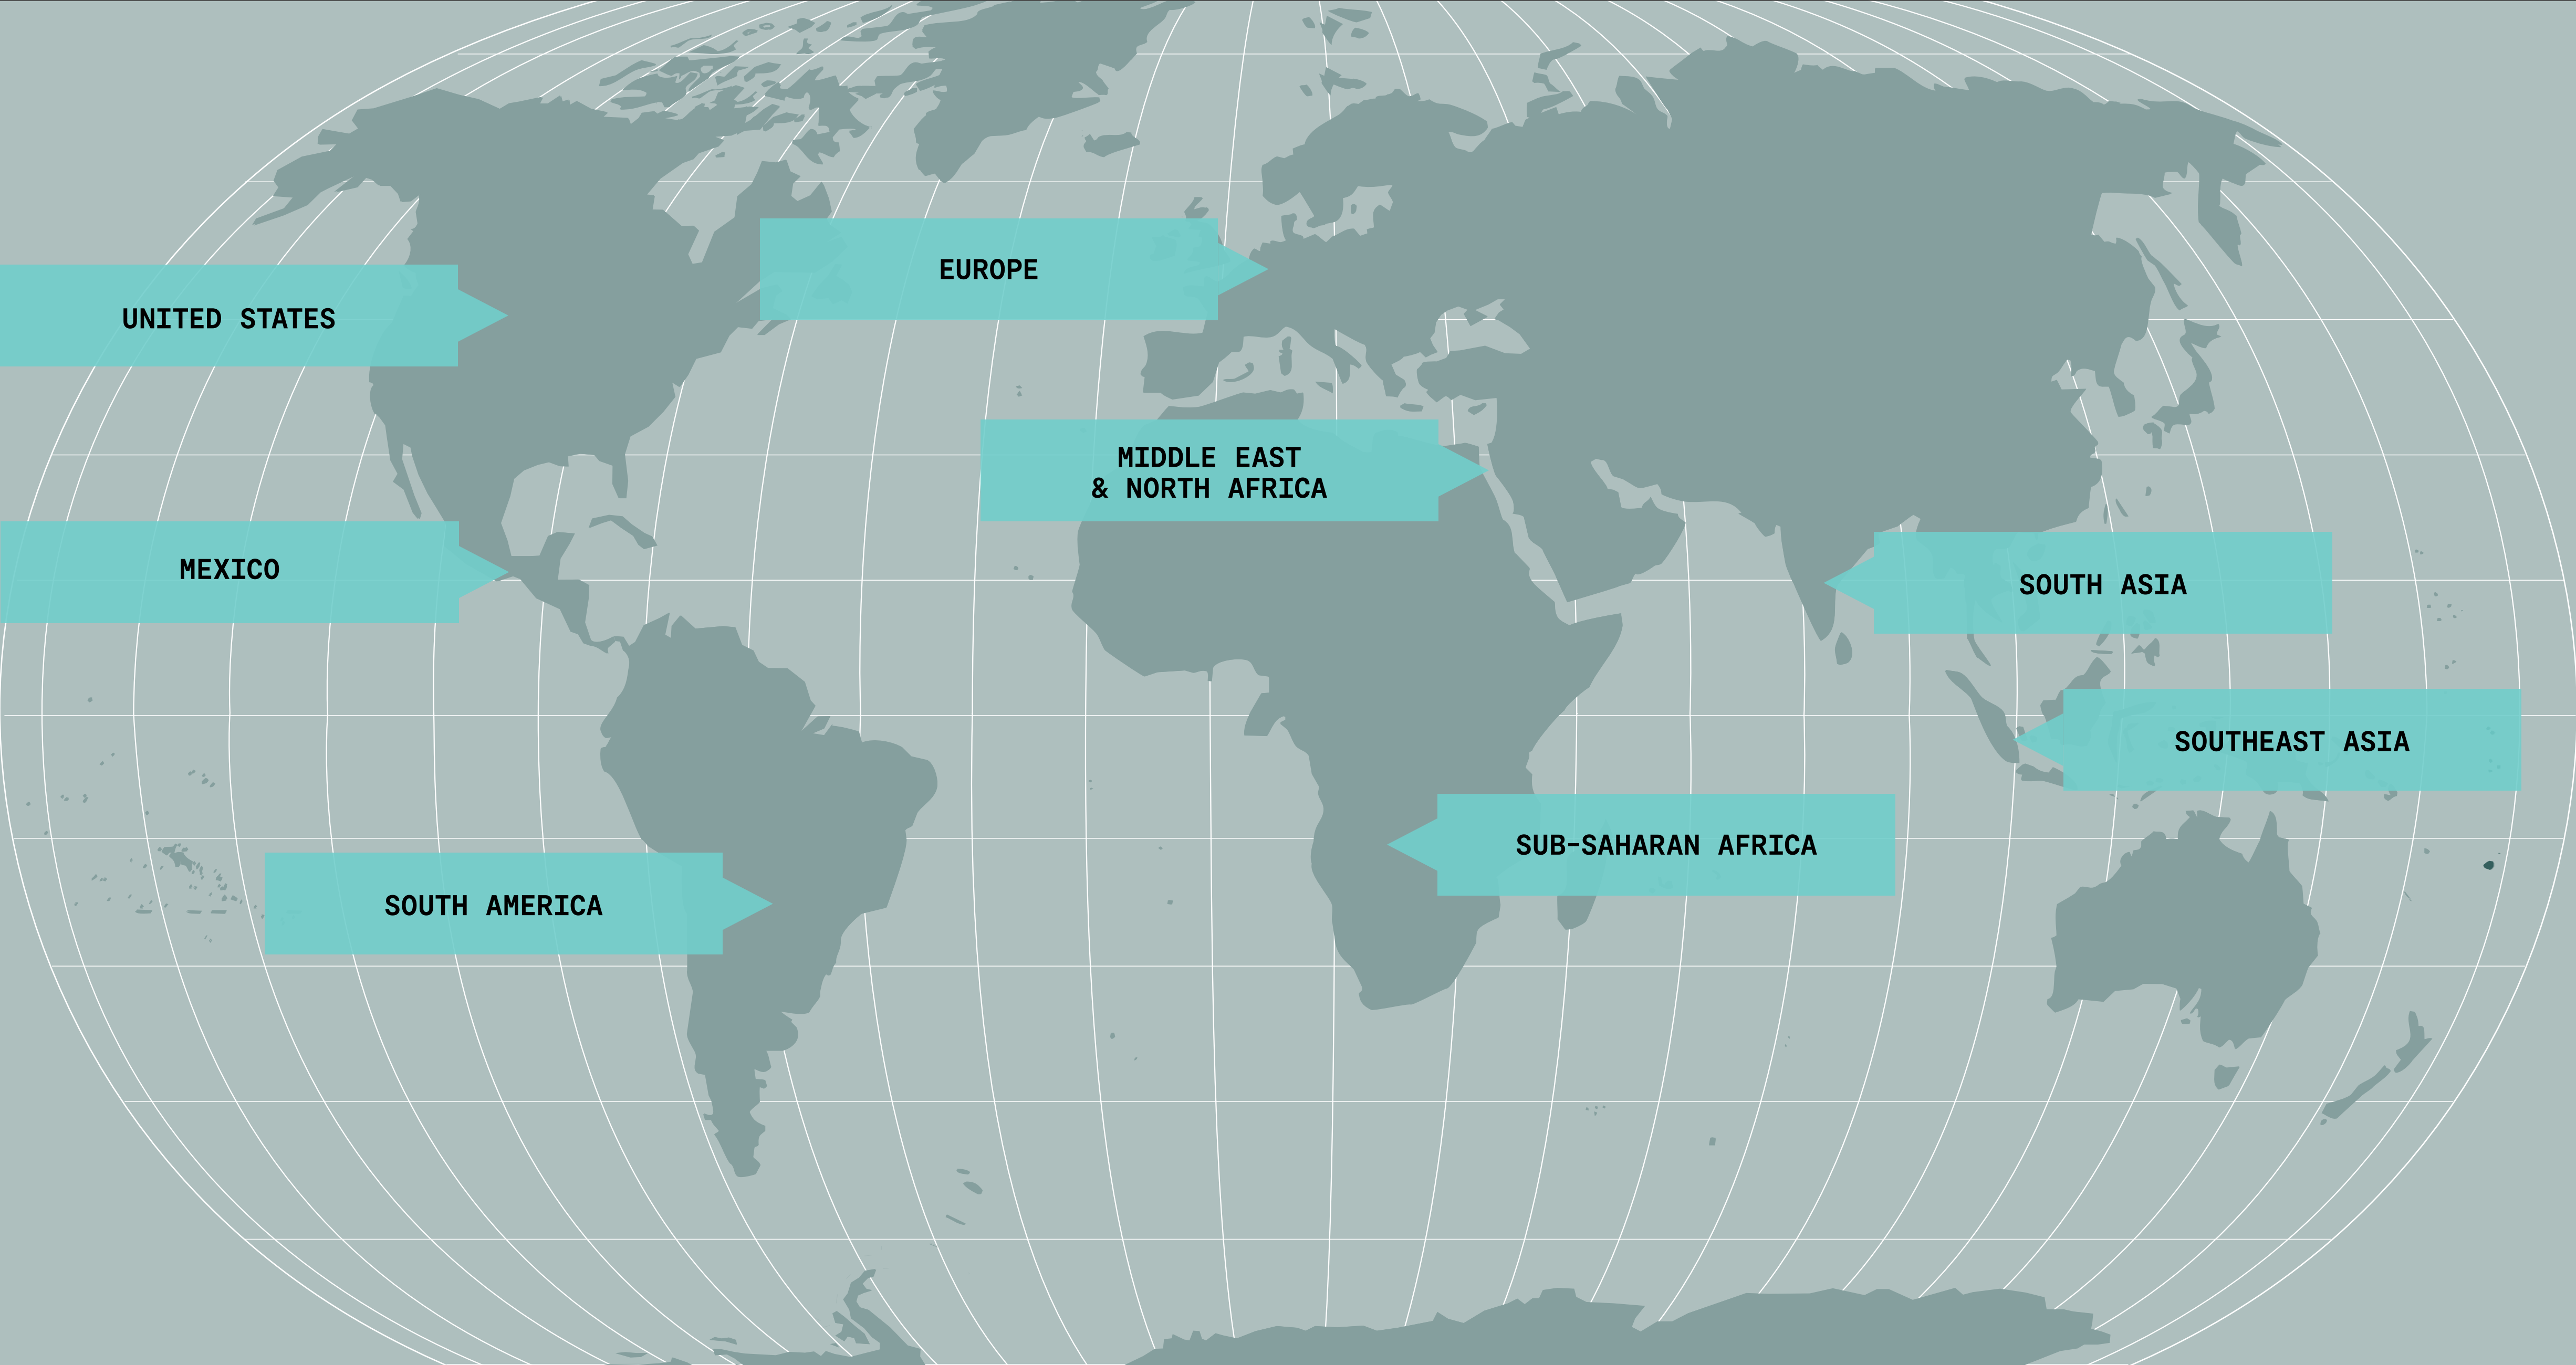 EUROPE
UNITED STATES
MIDDLE EAST
& NORTH AFRICA
MEXICO
SOUTH ASIA
SOUTHEAST ASIA
SUB-SAHARAN AFRICA
SOUTH AMERICA